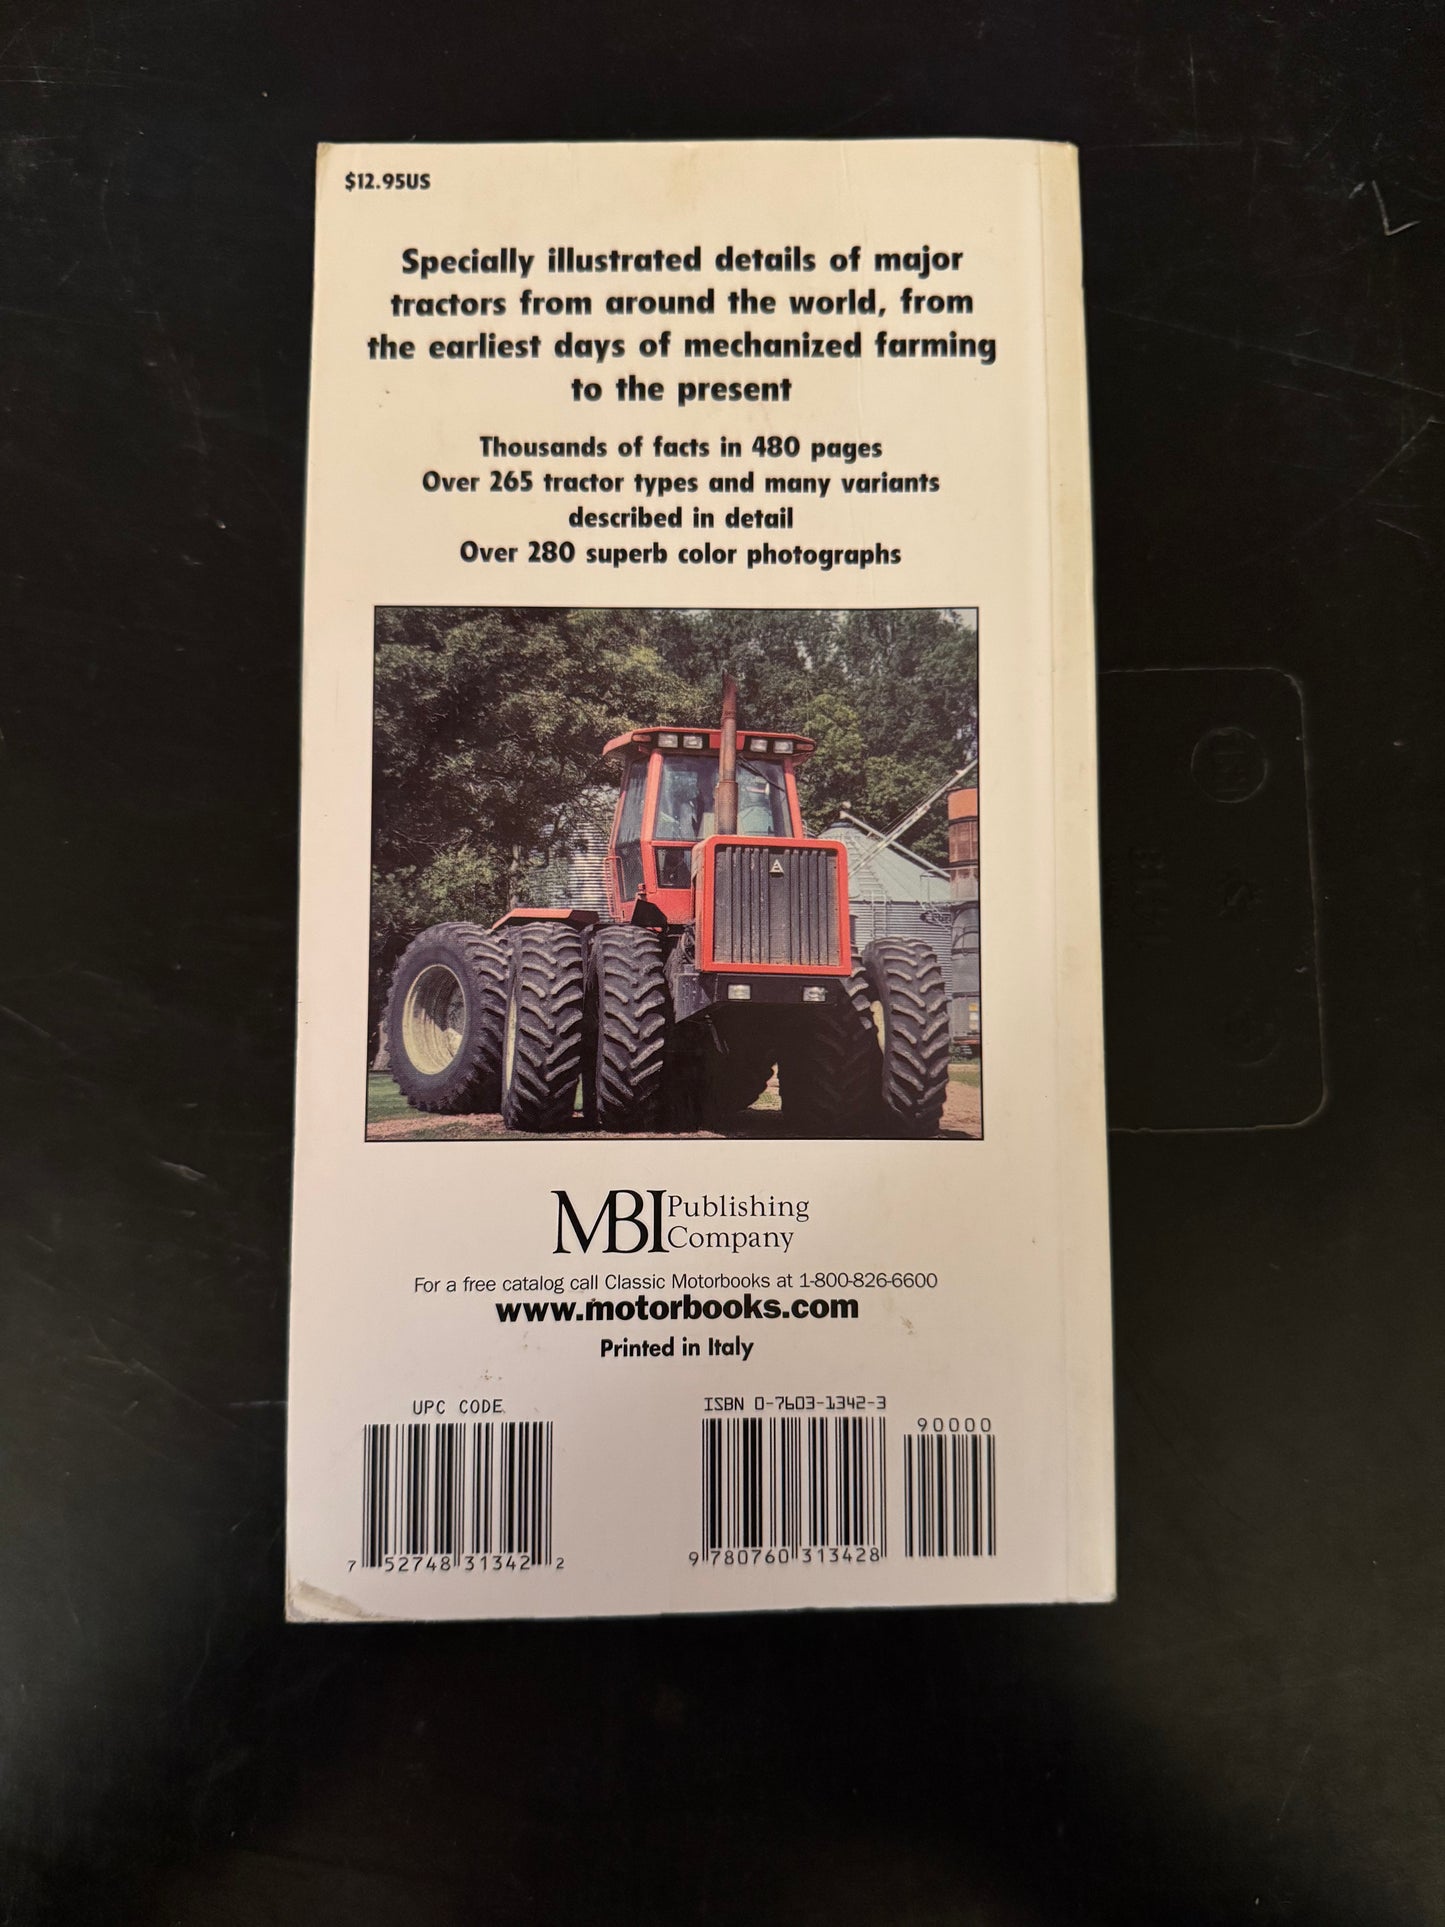 $12.95US
Specially illustrated details of major
tractors from around the world, from
the earliest days of mechanized farming
to the present
Thousands of facts in 480 pages
Over 265 tractor types and many variants
described in detail
Over 280 superb color photographs
MBI Publishing
Company
For a free catalog call Classic Motorbooks at 1-800-826-6600
www.motorbooks.com
Printed in Italy
UPC CODE
7 52748 31342 2
ISBN 0-7603-1342-3
90000
9 780760 313428